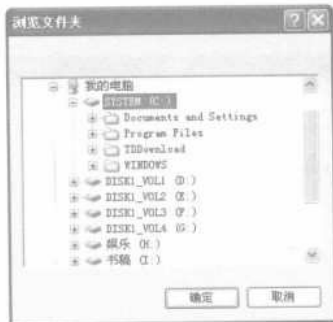 浏览文件夹
我的电脑
SYSTEM (C:)
Documents and Settings
Program Files
TDDownload
WINDOWS
DISK1_VOL1 (D:)
DISK1_VOL2 (E:)
DISK1_VOL3 (F:)
DISK1_VOL4 (G:)
娱乐 (H:)
书稿 (I:)
确定
取消